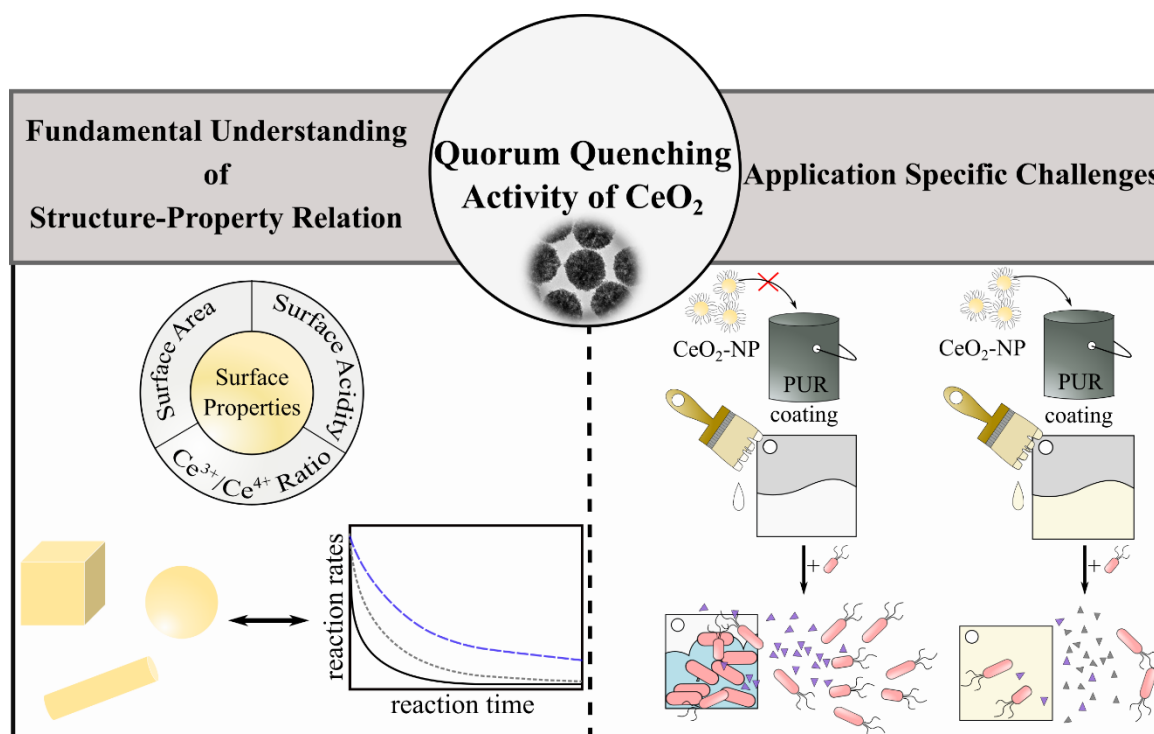 Fundamental Understanding
of
Structure-Property Relation
Quorum Quenching
Activity of CeO₂
Application Specific Challenges
Surface Area
Surface Acidity
Surface
Properties
Ce³⁺/Ce⁴⁺ Ratio
reaction rates
reaction time
CeO₂-NP
PUR
coating
+
CeO₂-NP
PUR
coating
+